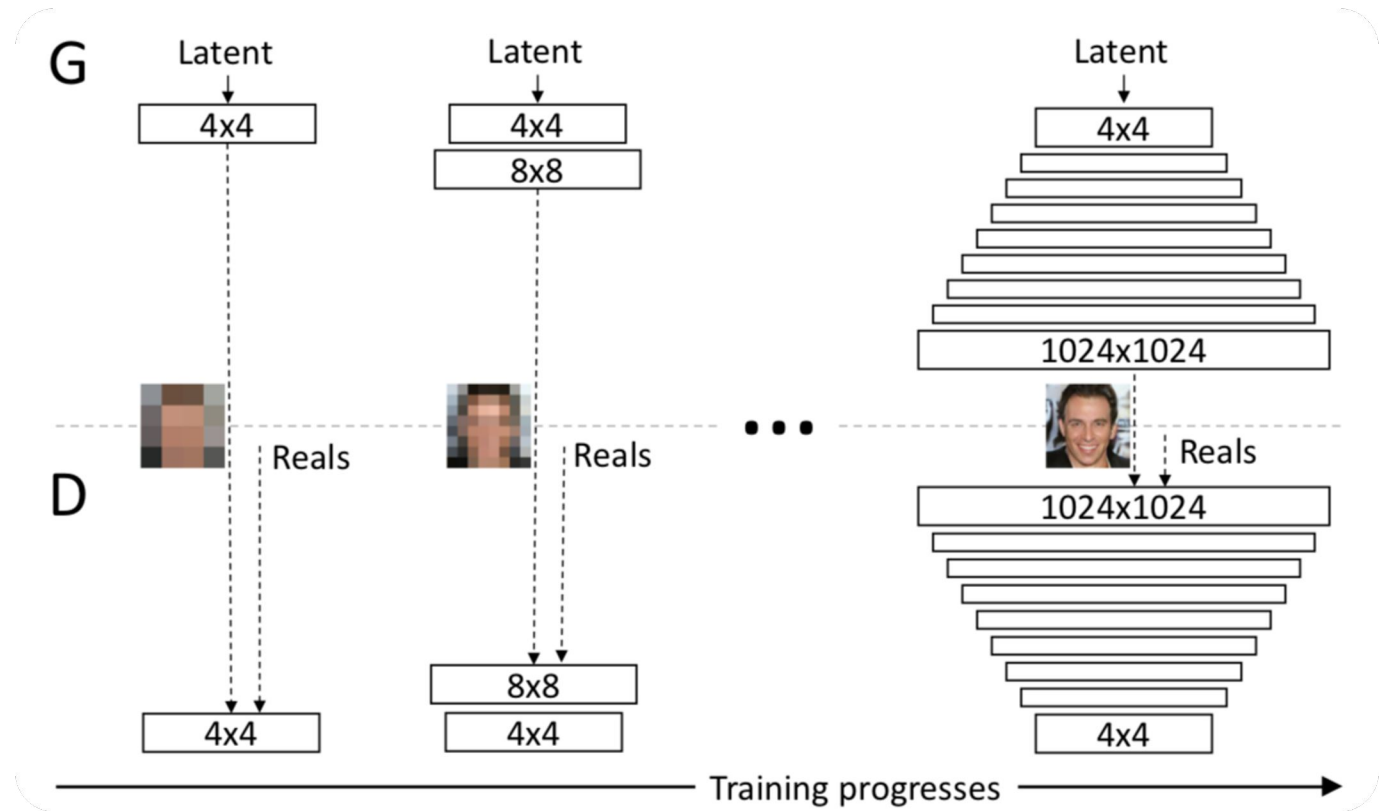 G
Latent
Latent
Latent
4x4
4x4
4x4
8x8
1024x1024
Reals
Reals
Reals
D
1024x1024
8x8
4x4
4x4
4x4
Training progresses